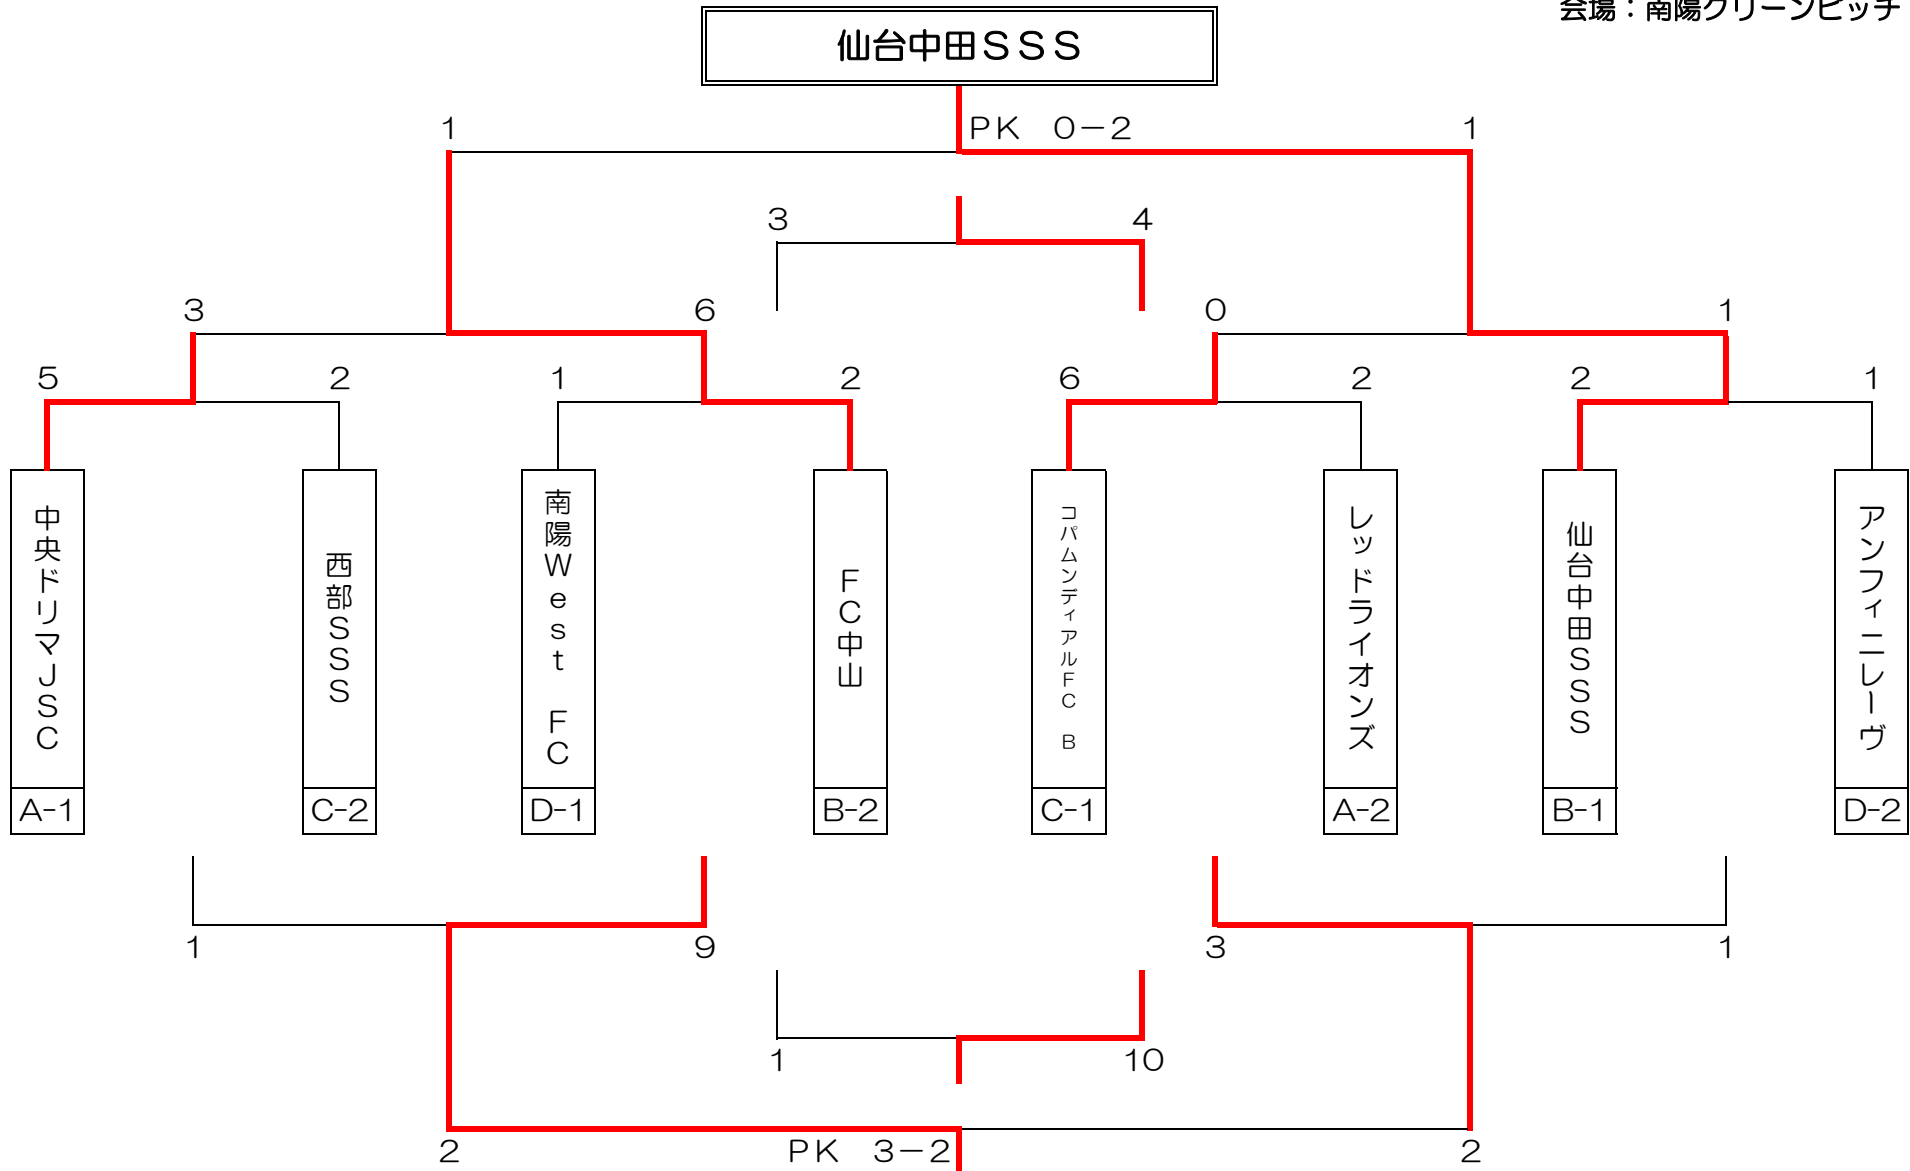 会場：南陽グリーンピッチ
仙台中田ＳＳＳ
1 PK 0－2 1
3 4
3 6 0 1
5 2 1 2 6 2 2 1
中央ドリマJSC
西部SSS
南陽West FC
FC中山
コパムンディアルFC B
レッドライオンズ
仙台中田SSS
アンフィニレーヴ
A-1 C-2 D-1 B-2 C-1 A-2 B-1 D-2
1 9 3 1
1 10
2 PK 3－2 2